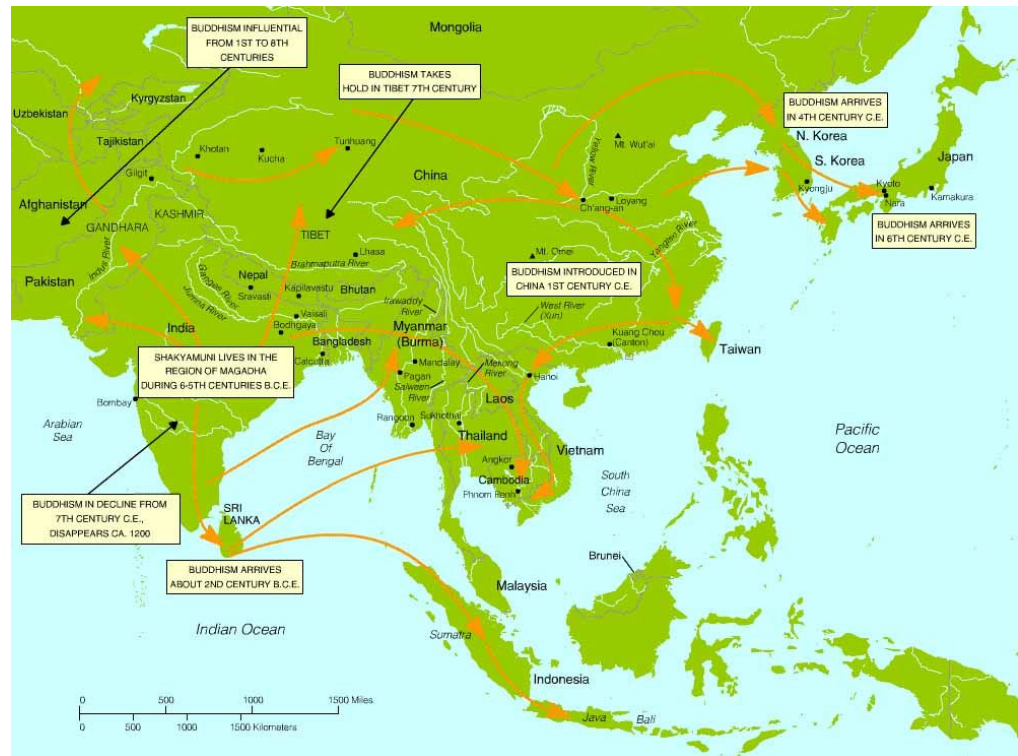 BUDDHISM INFLUENTIAL
FROM 1ST TO 8TH
CENTURIES
Mongolia
BUDDHISM TAKES
HOLD IN TIBET 7TH CENTURY
Kyrgyzstan
Uzbekistan
BUDDHISM ARRIVES
IN 4TH CENTURY C.E.
Tajikistan
Khotan
Kucha
Tunhuang
Mt. Wut'ai
N. Korea
S. Korea
Japan
Gilgit
China
Yellow River
Kyongju
Kyoto
Nara
Kamakura
Afghanistan
KASHMIR
GANDHARA
Ch'ang-an
Loyang
BUDDHISM ARRIVES
IN 6TH CENTURY C.E.
TIBET
Lhasa
Brahmaputra River
Mt. Omei
Yangtse River
Pakistan
Indus River
Nepal
Sravasti
Kapilavastu
Bhutan
BUDDHISM INTRODUCED IN
CHINA 1ST CENTURY C.E.
Ganges River
Jumna River
Vaisali
Irrawaddy
River
West River
(Xun)
India
Bodhgaya
Bangladesh
Myanmar
(Burma)
Kuang Chou
(Canton)
Taiwan
SHAKYAMUNI LIVES IN THE
REGION OF MAGADHA
DURING 6-5TH CENTURIES B.C.E.
Calcutta
Mandalay
Mekong
River
Hanoi
Pagan
Salween
River
Laos
Bombay
Arabian
Sea
Rangoon
Sukhothai
Thailand
Vietnam
Pacific
Ocean
Bay
Of
Bengal
Angkor
Cambodia
Phnom Penh
South
China
Sea
BUDDHISM IN DECLINE FROM
7TH CENTURY C.E.,
DISAPPEARS CA. 1200
SRI
LANKA
BUDDHISM ARRIVES
ABOUT 2ND CENTURY B.C.E.
Brunei
Malaysia
Indian Ocean
Sumatra
Indonesia
Java
Bali
0 500 1000 1500 Miles
0 500 1000 1500 Kilometers